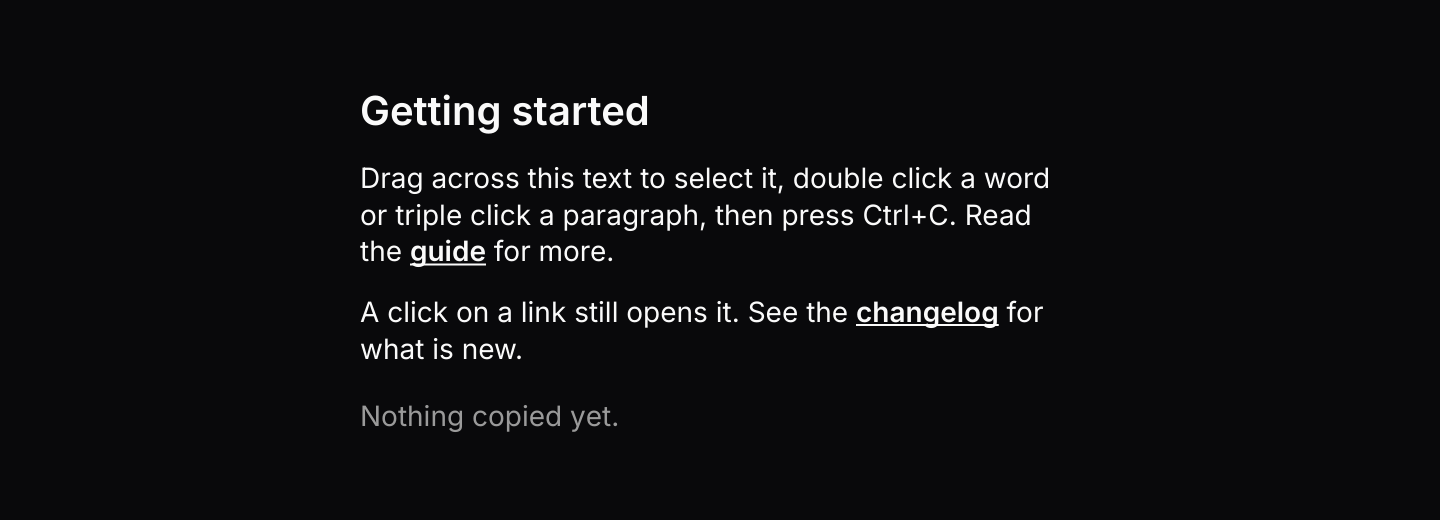 Getting started
Drag across this text to select it, double click a word
or triple click a paragraph, then press Ctrl+C. Read
the guide for more.
A click on a link still opens it. See the changelog for
what is new.
Nothing copied yet.